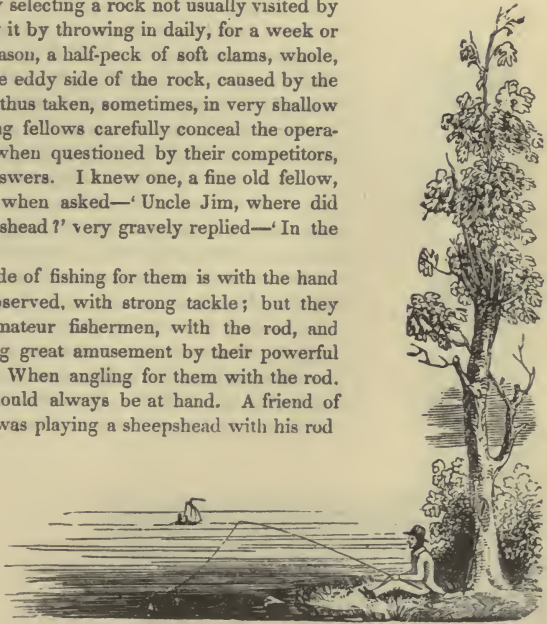 selecting a rock not usually visited by
it by throwing in daily, for a week or
ason, a half-peck of soft clams, whole,
e eddy side of the rock, caused by the
thus taken, sometimes, in very shallow
ng fellows carefully conceal the opera-
when questioned by their competitors,
swers. I knew one, a fine old fellow,
when asked—‘Uncle Jim, where did
shead?’ very gravely replied—‘In the
de of fishing for them is with the hand
served, with strong tackle; but they
mateur fishermen, with the rod, and
g great amusement by their powerful
When angling for them with the rod.
ould always be at hand. A friend of
was playing a sheepshead with his rod